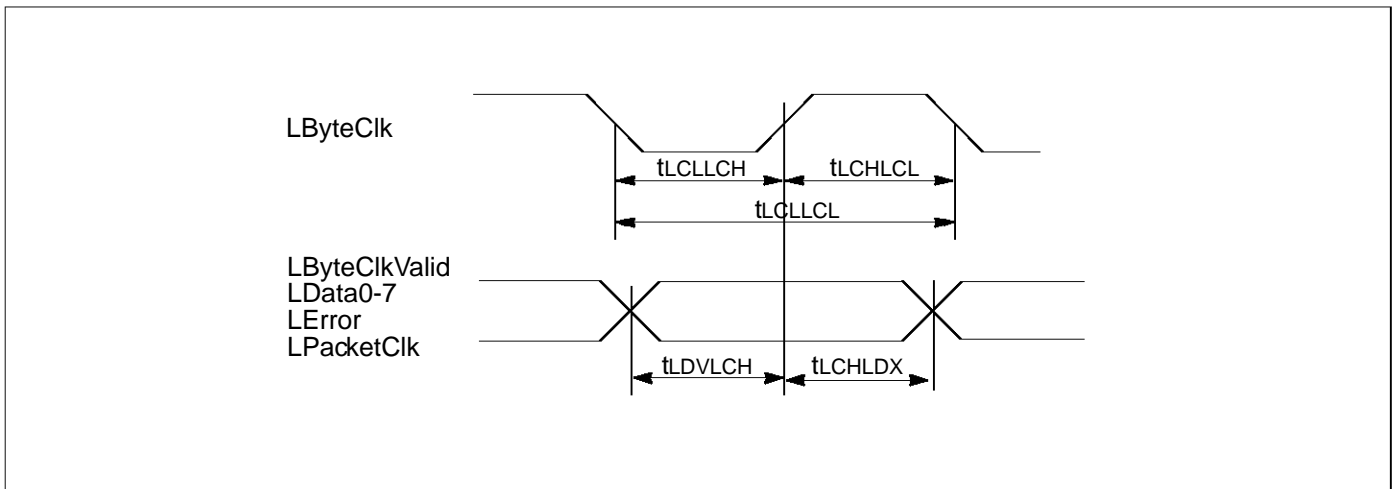 LByteClk
tLCLLCH
tLCHLCL
tLCLLCL
LByteClkValid
LData0-7
LError
LPacketClk
tLDVLCH
tLCHLDX